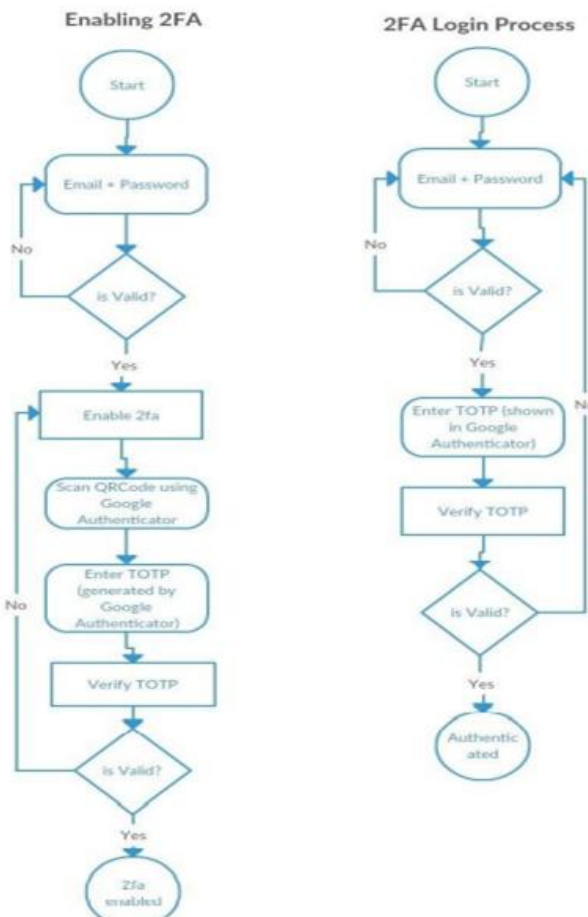 Enabling 2FA
Start
Email + Password
No
is Valid?
Yes
Enable 2fa
Scan QRCode using
Google
Authenticator
Enter TOTP
(generated by
Google
Authenticator)
No
Verify TOTP
is Valid?
Yes
2fa
enabled
2FA Login Process
Start
Email + Password
No
is Valid?
Yes
Enter TOTP (shown
in Google
Authenticator)
Verify TOTP
is Valid?
Yes
Authentic
ated